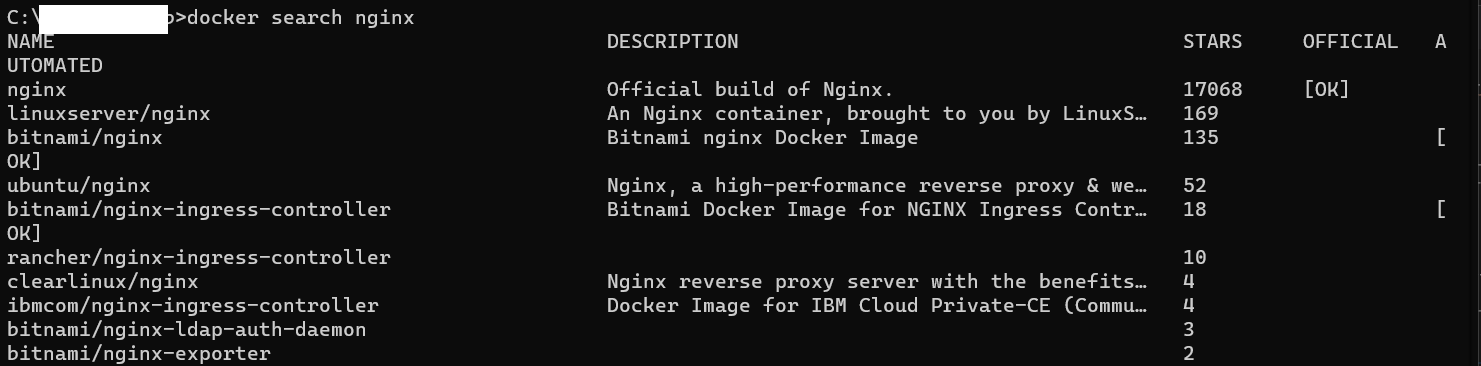 C:\ o>docker search nginx
NAME DESCRIPTION STARS OFFICIAL A
UTOMATED
nginx Official build of Nginx. 17068 [OK]
linuxserver/nginx An Nginx container, brought to you by LinuxS… 169
bitnami/nginx Bitnami nginx Docker Image 135 [
OK]
ubuntu/nginx Nginx, a high-performance reverse proxy & we… 52
bitnami/nginx-ingress-controller Bitnami Docker Image for NGINX Ingress Contr… 18 [
OK]
rancher/nginx-ingress-controller 10
clearlinux/nginx Nginx reverse proxy server with the benefits… 4
ibmcom/nginx-ingress-controller Docker Image for IBM Cloud Private-CE (Commu… 4
bitnami/nginx-ldap-auth-daemon 3
bitnami/nginx-exporter 2